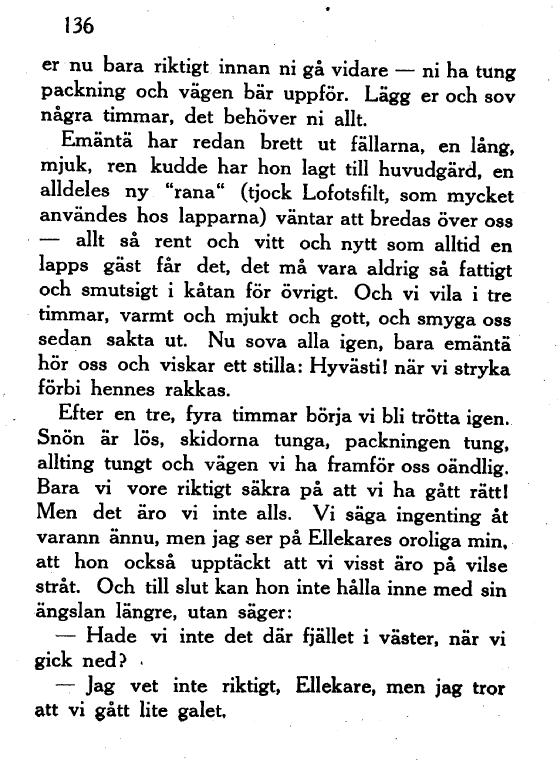 136
er nu bara riktigt innan ni gå vidare — ni ha tung
packning och vägen bär uppför. Lägg er och sov
några timmar, det behöver ni allt.
Emäntä har redan brett ut fällarna, en lång,
mjuk, ren kudde har hon lagt till huvudgärd, en
alldeles ny “rana“ (tjock Lofotsfilt, som mycket
användes hos lapparna) väntar att bredas över oss
— allt så rent och vitt och nytt som alltid en
lapps gäst får det, det må vara aldrig så fattigt
och smutsigt i kåtan för övrigt. Och vi vila i tre
timmar, varmt och mjukt och gott, och smyga oss
sedan sakta ut. Nu sova alla igen, bara emäntä
hör oss och viskar ett stilla: Hyvästi! när vi stryka
förbi hennes rakkas.
Efter en tre, fyra timmar börja vi bli trötta igen.
Snön är lös, skidorna tunga, packningen tung,
allting tungt och vägen vi ha framför oss oändlig.
Bara vi vore riktigt säkra på att vi ha gått rätt!
Men det äro vi inte alls. Vi säga ingenting åt
varann ännu, men jag ser på Ellekares oroliga min,
att hon också upptäckt att vi visst äro på vilse
stråt. Och till slut kan hon inte hålla inne med sin
ängslan längre, utan säger:
— Hade vi inte det där fjället i väster, när vi
gick ned?
— Jag vet inte riktigt, Ellekare, men jag tror
att vi gått lite galet.